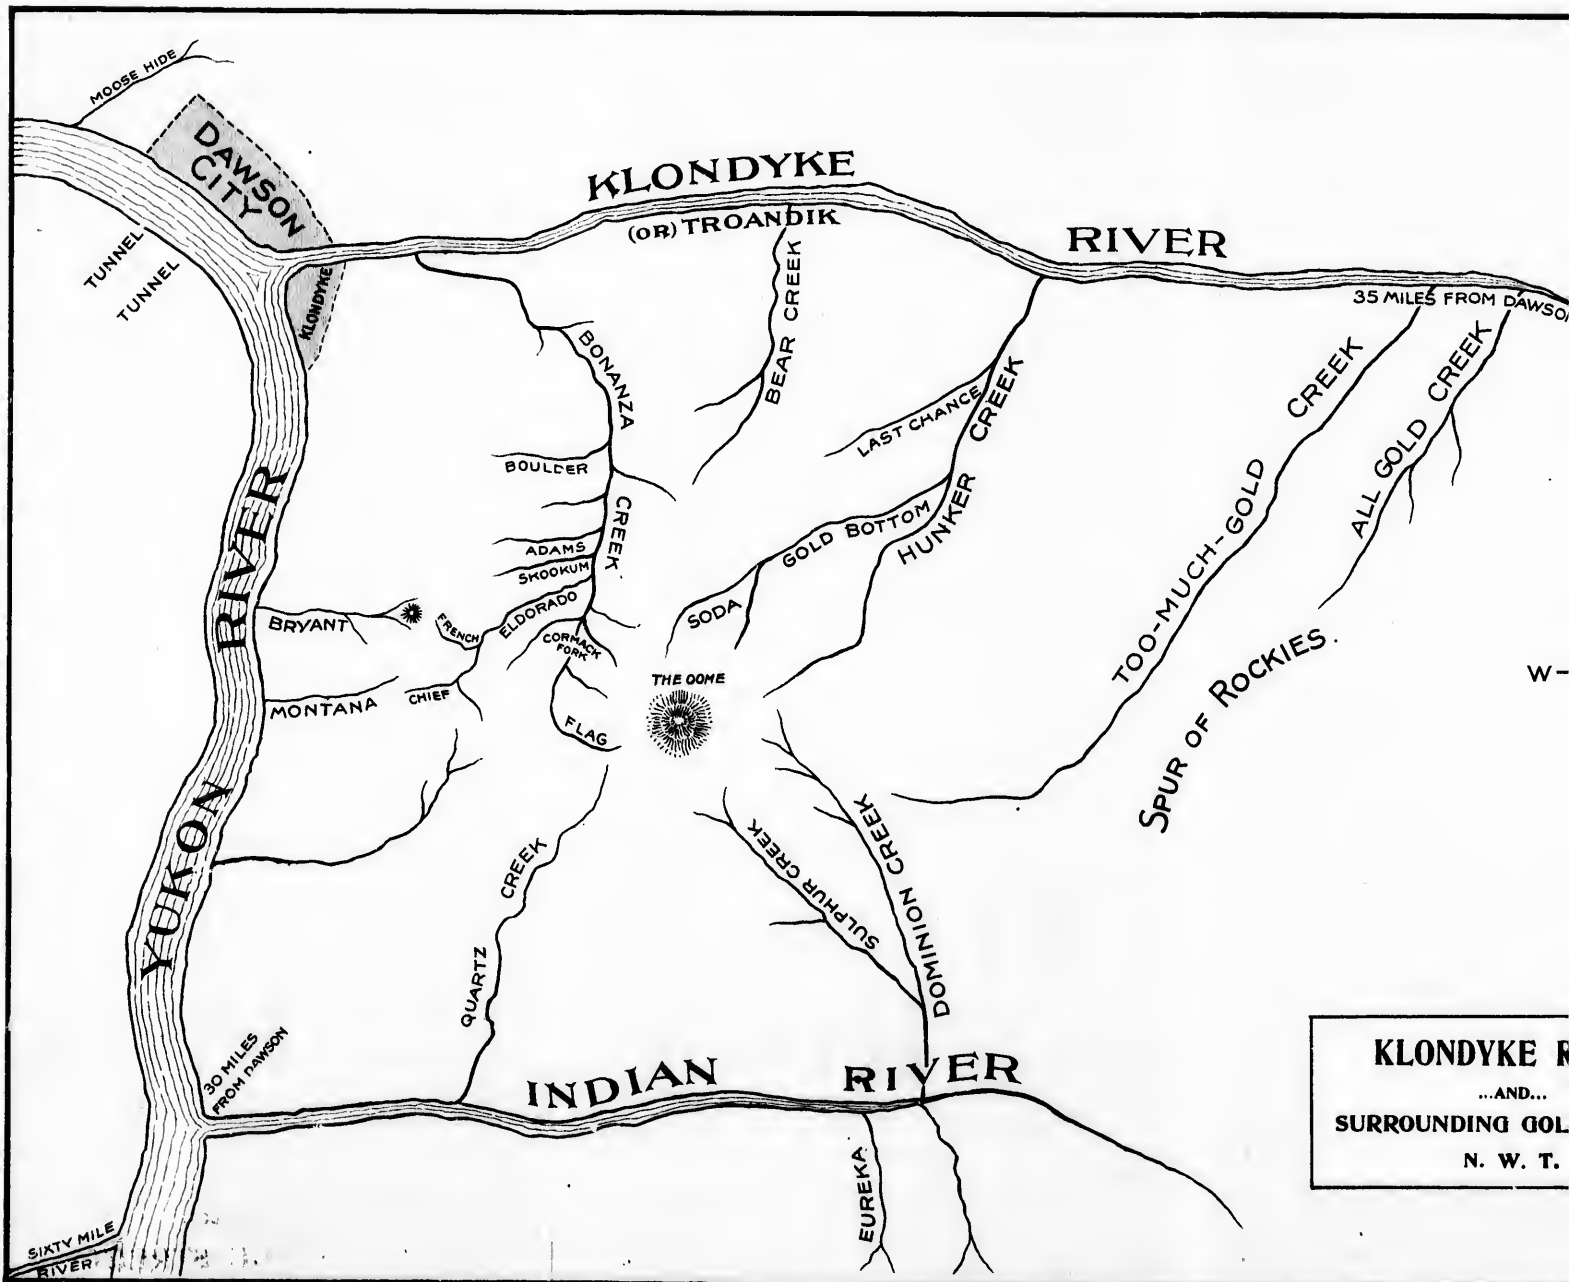 MOOSE HIDE
DAWSON
CITY
KLONDYKE
TUNNEL
TUNNEL
KLONDYKE
(OR) TROANDIK
RIVER
35 MILES FROM DAWSON
BONANZA
CREEK
BEAR CREEK
LAST CHANCE
HUNKER CREEK
GOLD BOTTOM
SODA
TOO-MUCH-GOLD CREEK
ALL GOLD CREEK
BOULDER
ADAMS
SKOOKUM
ELDORADO
FRENCH
CORMACK
FORK
CHIEF
FLAG
BRYANT
MONTANA
THE DOME
SPUR OF ROCKIES.
W-
YUKON RIVER
QUARTZ CREEK
SULPHUR CREEK
DOMINION CREEK
30 MILES
FROM DAWSON
INDIAN RIVER
EUREKA
SIXTY MILE
RIVER
KLONDYKE R
...AND...
SURROUNDING GOL
N. W. T.